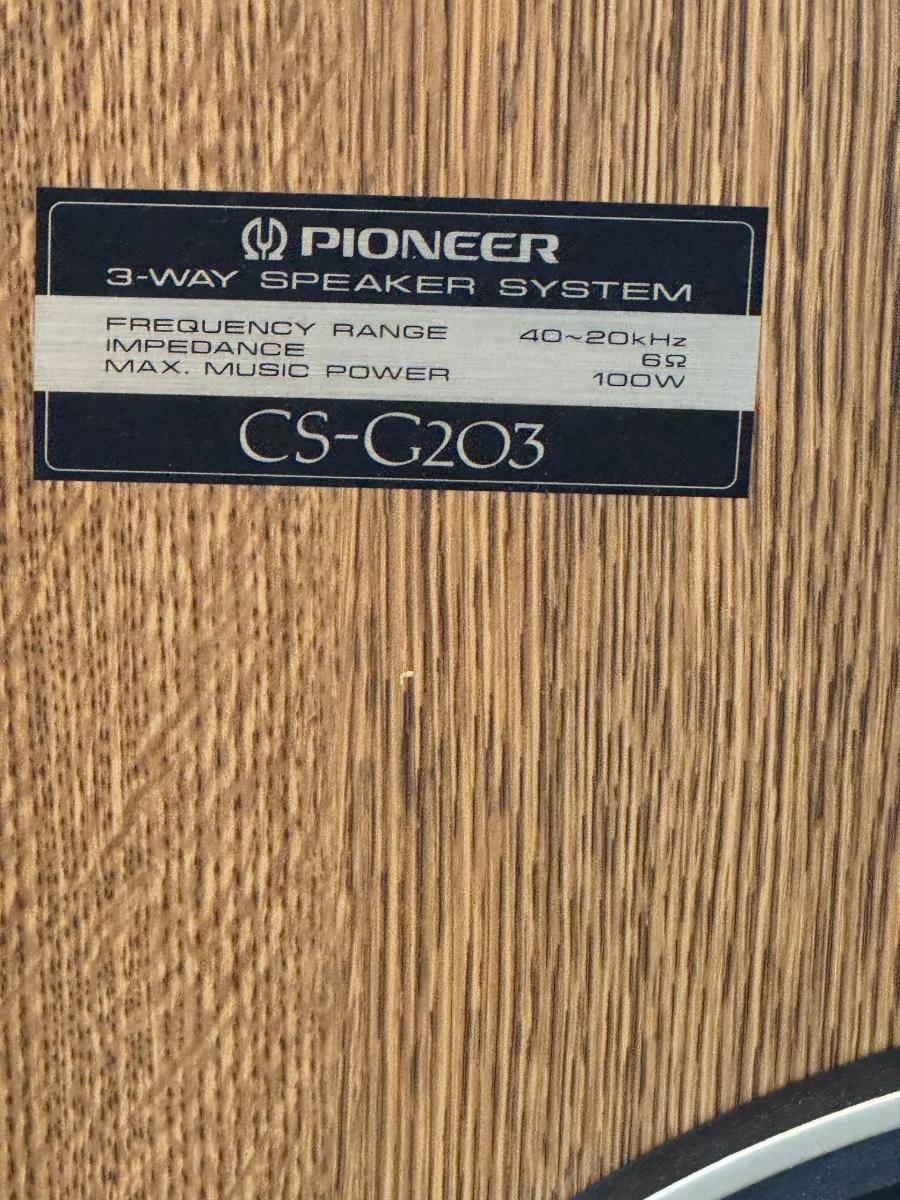 PIONEER
3-WAY SPEAKER SYSTEM
FREQUENCY RANGE 40~20kHz
IMPEDANCE 6Ω
MAX. MUSIC POWER 100W
CS-G203